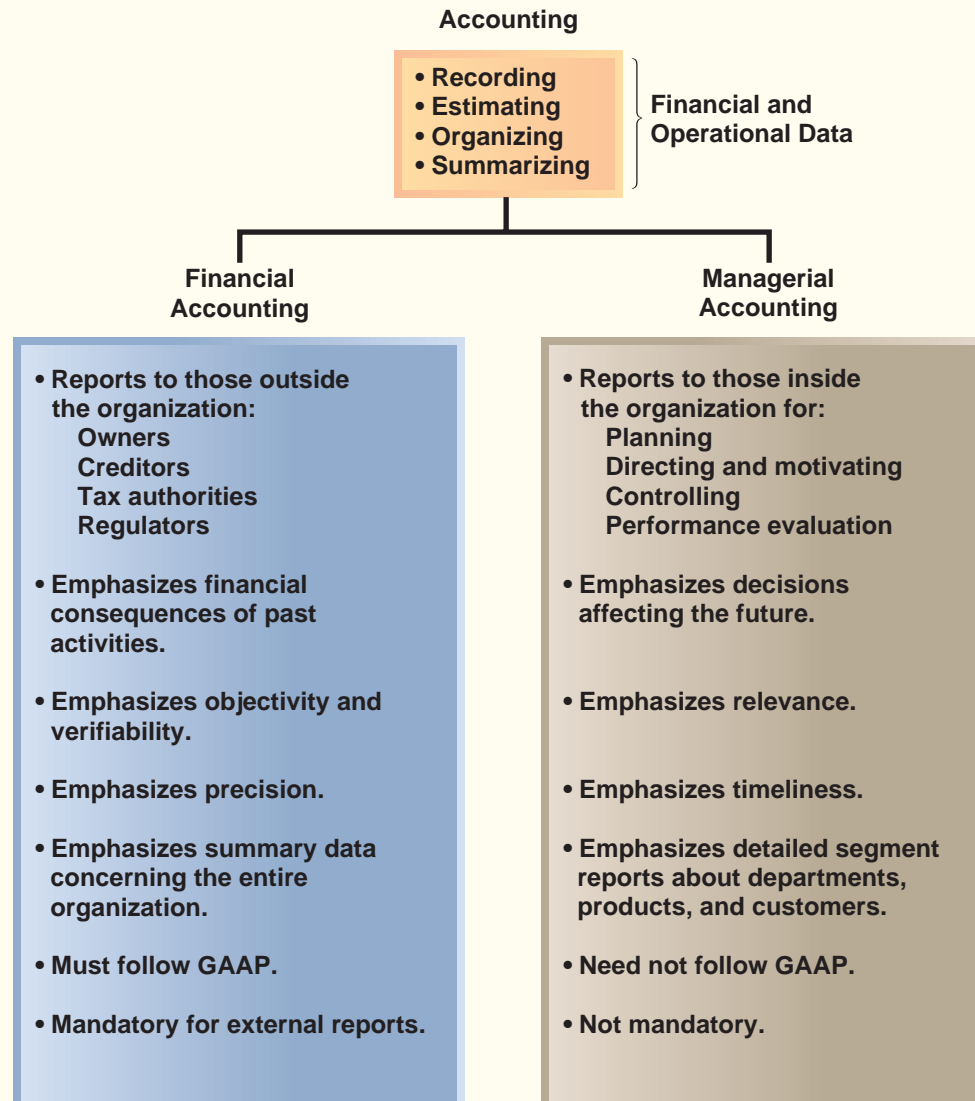 Accounting
• Recording
• Estimating
• Organizing
• Summarizing
Financial and
Operational Data
Financial
Accounting
• Reports to those outside
the organization:
Owners
Creditors
Tax authorities
Regulators
• Emphasizes financial
consequences of past
activities.
• Emphasizes objectivity and
verifiability.
• Emphasizes precision.
• Emphasizes summary data
concerning the entire
organization.
• Must follow GAAP.
• Mandatory for external reports.
Managerial
Accounting
• Reports to those inside
the organization for:
Planning
Directing and motivating
Controlling
Performance evaluation
• Emphasizes decisions
affecting the future.
• Emphasizes relevance.
• Emphasizes timeliness.
• Emphasizes detailed segment
reports about departments,
products, and customers.
• Need not follow GAAP.
• Not mandatory.